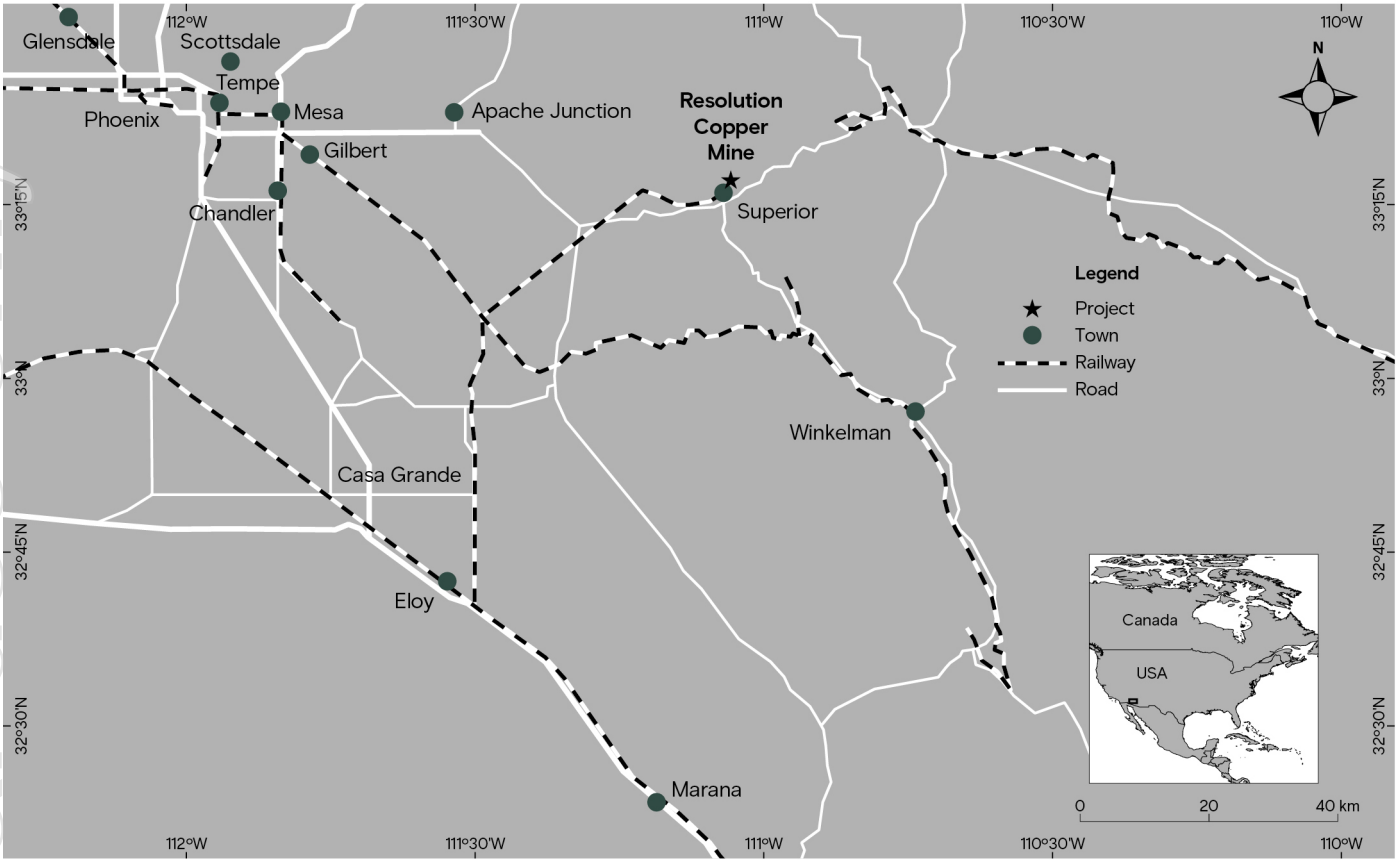 112°W
111°30'W
111°W
110°30'W
110°W
Glensdale
Scottsdale
Tempe
Phoenix
Mesa
Apache Junction
Gilbert
Chandler
Resolution
Copper
Mine
Superior
N
33°15'N
33°15'N
Legend
Project
Town
Railway
Road
33°N
33°N
Winkelman
Casa Grande
32°45'N
32°45'N
Eloy
Canada
USA
32°30'N
32°30'N
Marana
0 20 40 km
112°W
111°30'W
111°W
110°30'W
110°W